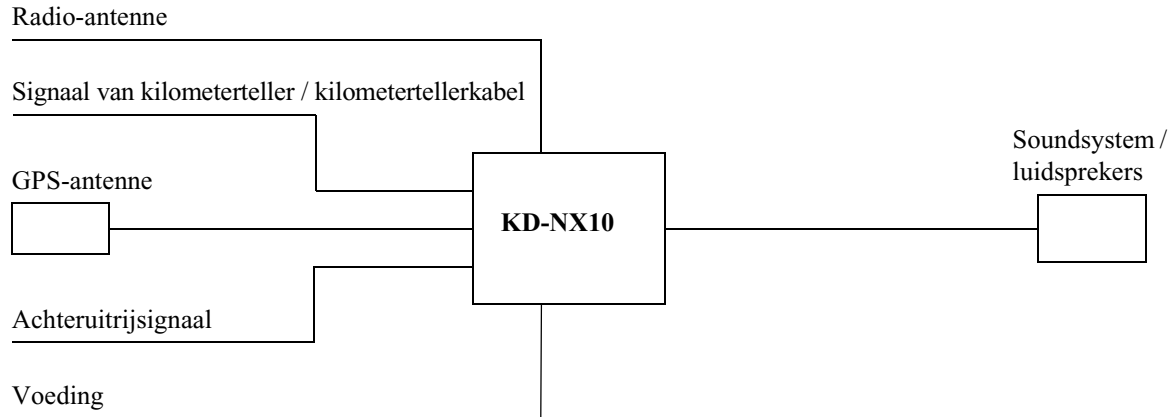 Radio-antenne
Signaal van kilometerteller / kilometertellerkabel
GPS-antenne
KD-NX10
Soundsystem /
luidsprekers
Achteruitrijsignaal
Voeding